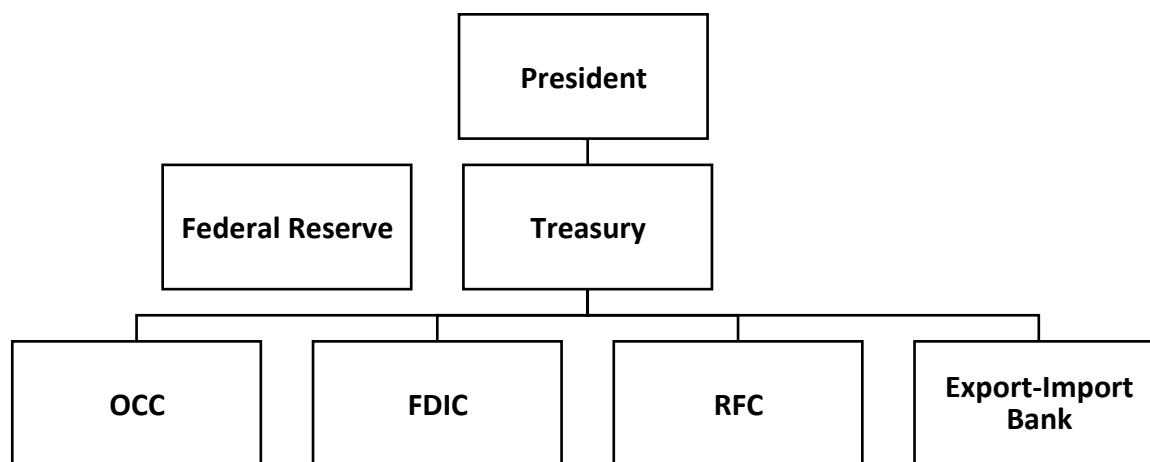 President
Federal Reserve
Treasury
OCC
FDIC
RFC
Export-Import
Bank